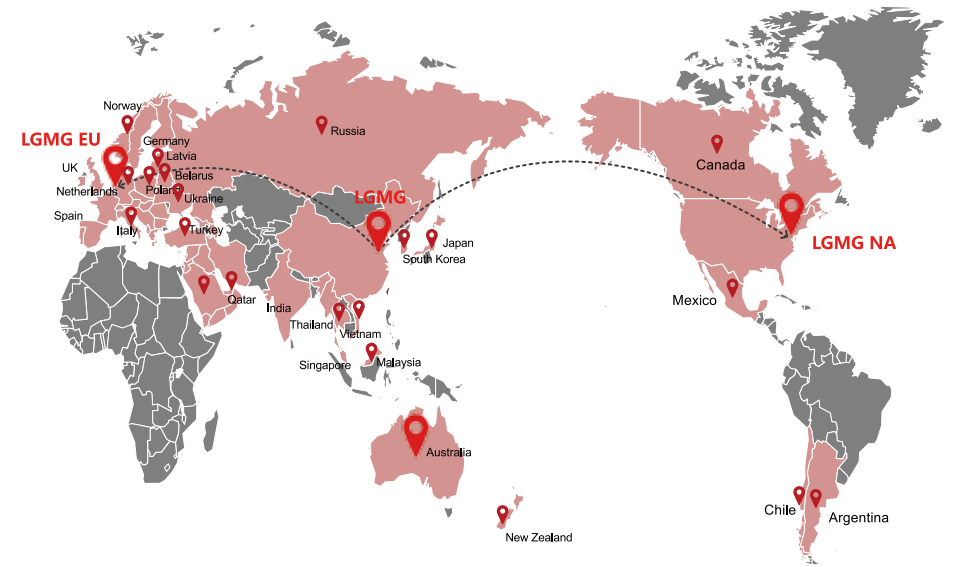 Norway
LGMG EU
Germany
Latvia
UK
Belarus
Netherlands
Poland
Ukraine
Spain
Italy
Turkey
Russia
LGMG
Japan
South Korea
Qatar
India
Thailand
Vietnam
Singapore
Malaysia
Australia
New Zealand
Canada
LGMG NA
Mexico
Chile
Argentina